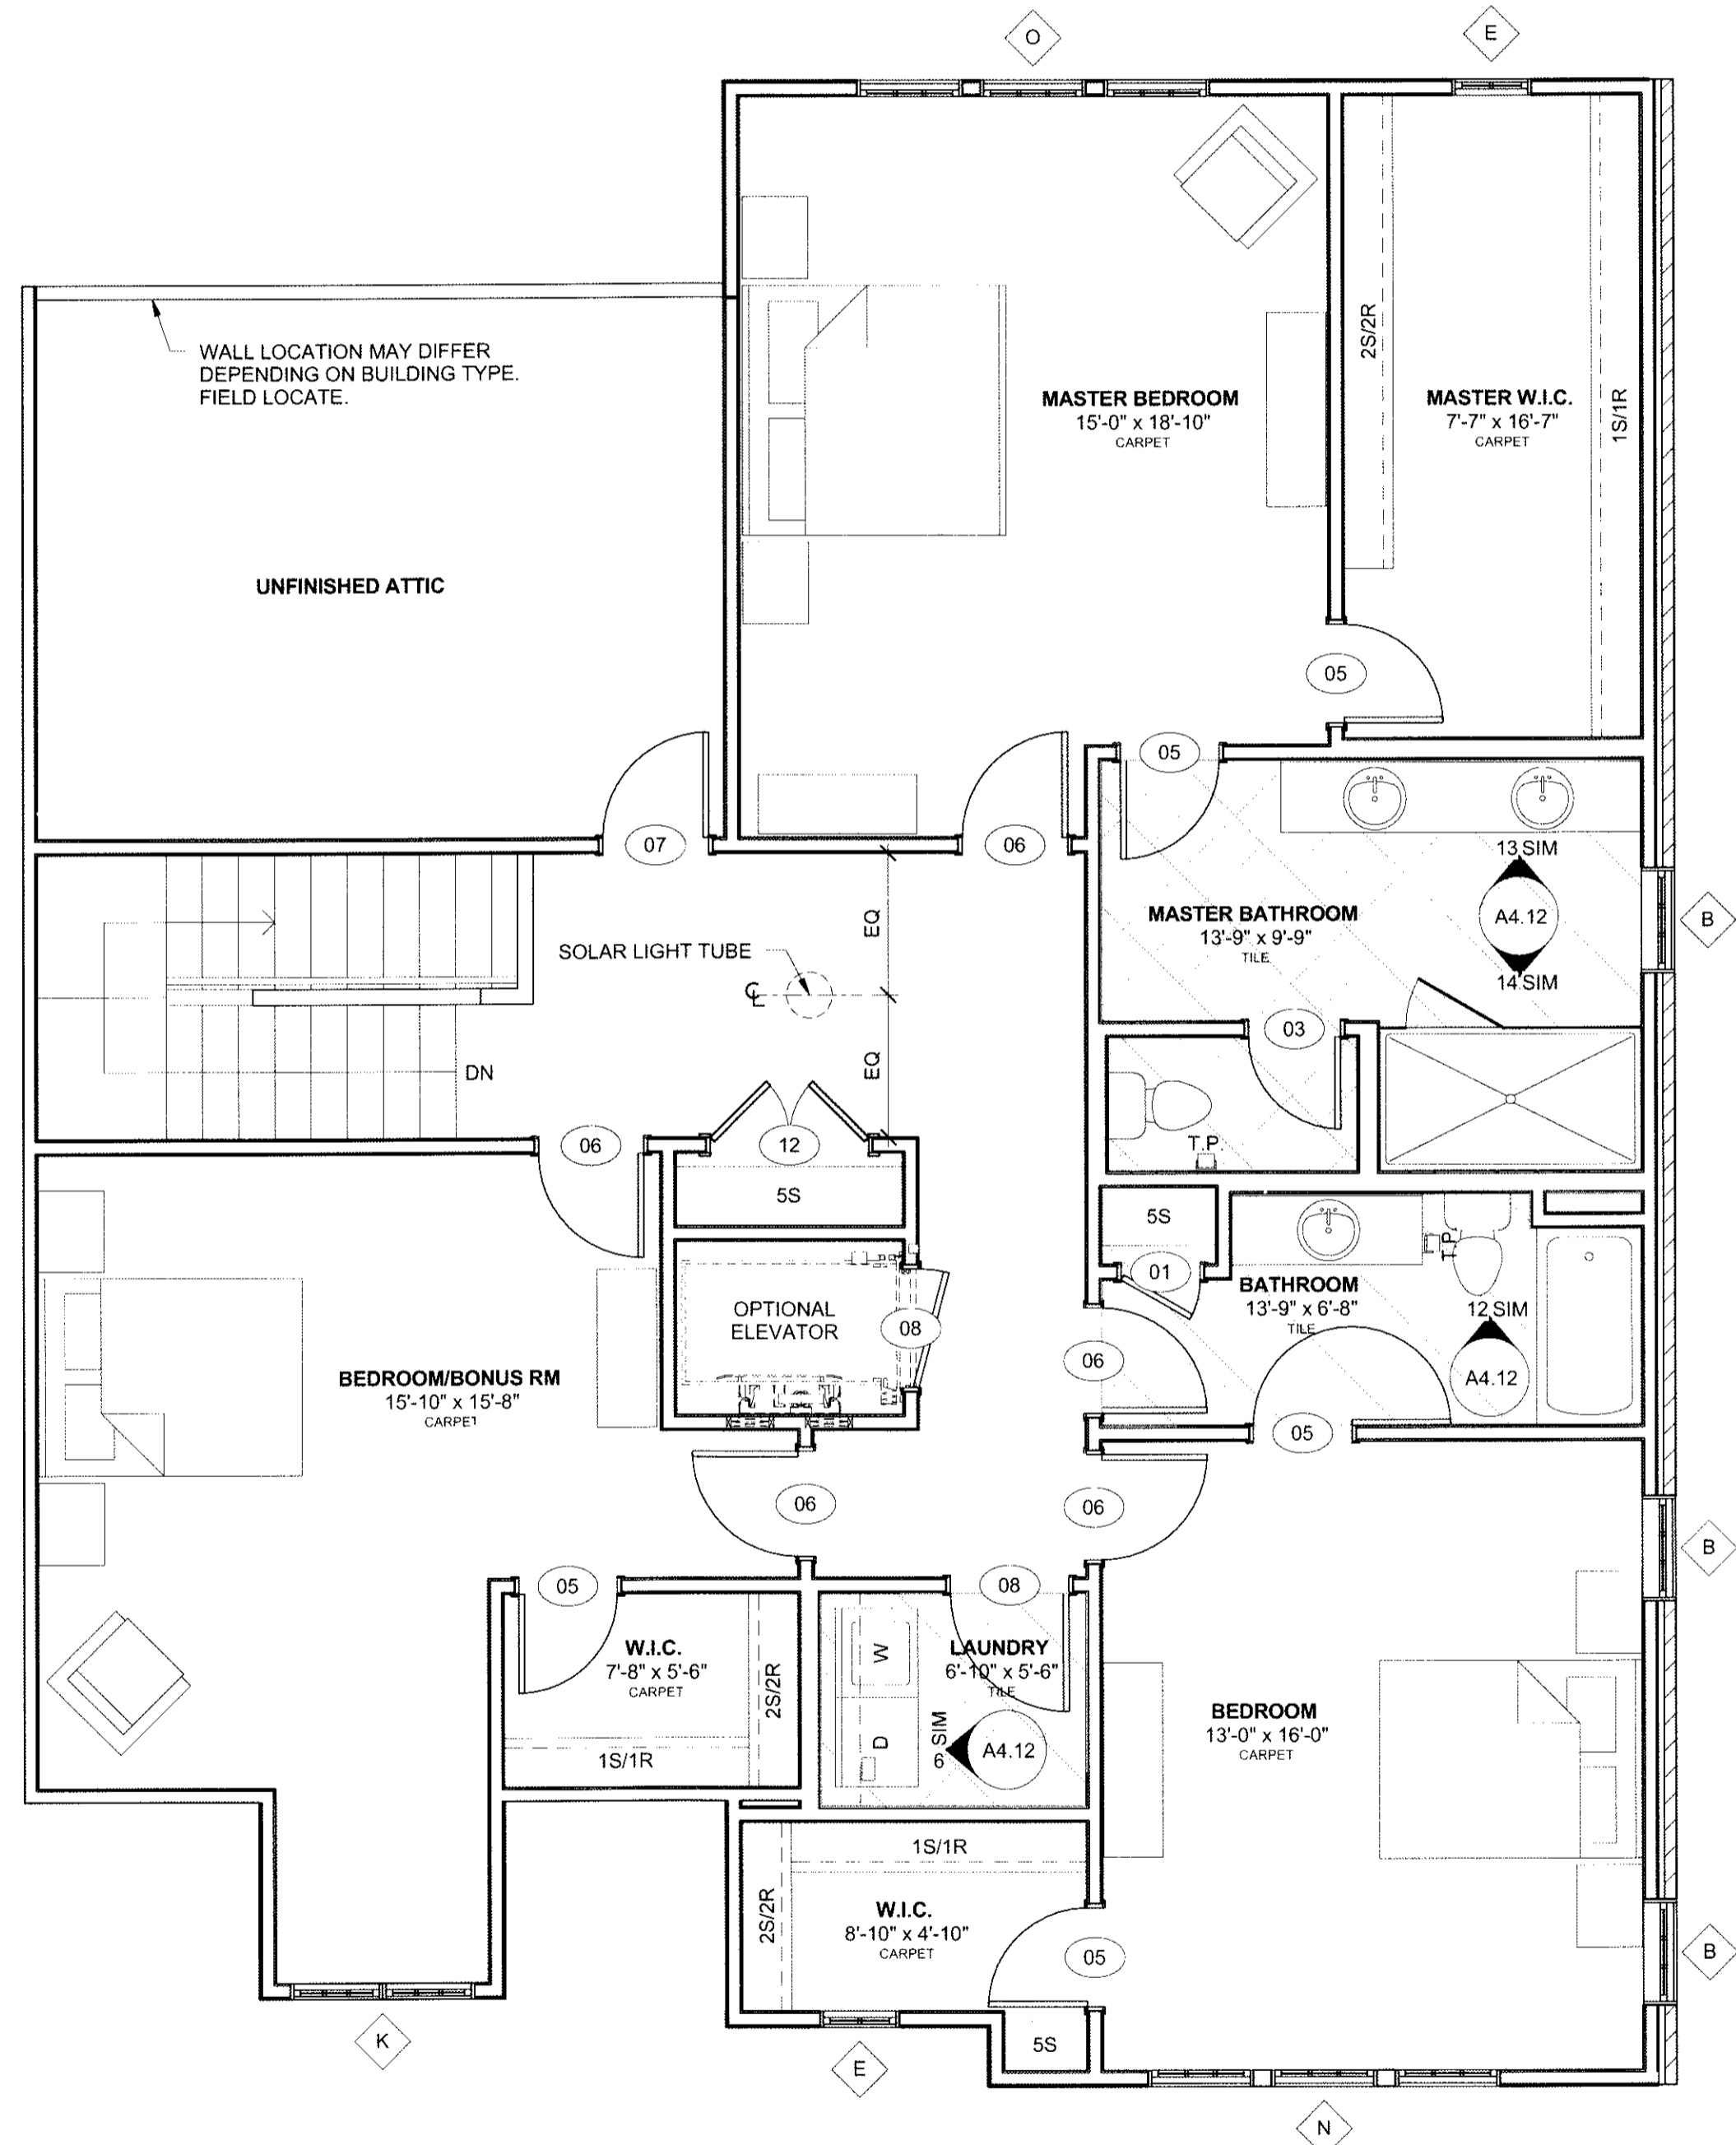 O
E
WALL LOCATION MAY DIFFER
DEPENDING ON BUILDING TYPE.
FIELD LOCATE.
UNFINISHED ATTIC
MASTER BEDROOM
15'-0" x 18'-10"
CARPET
2S/2R
MASTER W.I.C.
7'-7" x 16'-7"
CARPET
1S/1R
05
05
07
06
EQ
SOLAR LIGHT TUBE
CL
EQ
DN
MASTER BATHROOM
13'-9" x 9'-9"
TILE
13 SIM
A4.12
14 SIM
B
03
T.P.
06
12
5S
OPTIONAL
ELEVATOR
08
5S
01
BATHROOM
13'-9" x 6'-8"
TILE
T.P.
12 SIM
A4.12
06
05
BEDROOM/BONUS RM
15'-10" x 15'-8"
CARPET
06
06
B
05
08
W.I.C.
7'-8" x 5'-6"
CARPET
2S/2R
1S/1R
W
D
LAUNDRY
6'-10" x 5'-6"
TILE
6 SIM
A4.12
BEDROOM
13'-0" x 16'-0"
CARPET
1S/1R
2S/2R
W.I.C.
8'-10" x 4'-10"
CARPET
05
B
5S
K
E
N